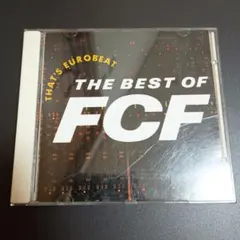 THAT'S EUROBEAT
THE BEST OF
FCF